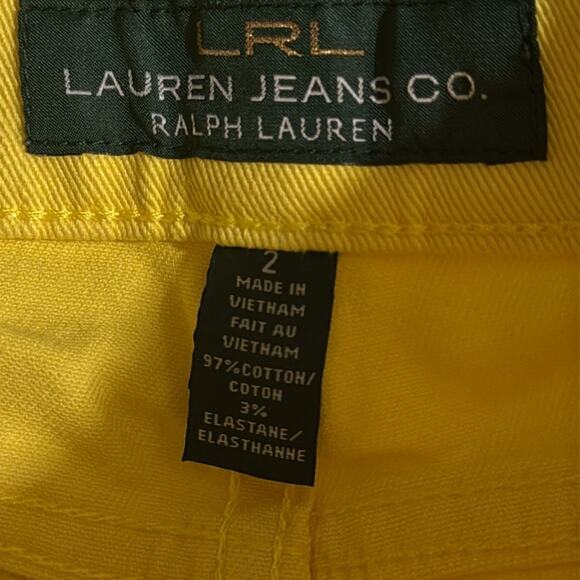 LRL
LAUREN JEANS CO.
RALPH LAUREN
2
MADE IN
VIETNAM
FAIT AU
VIETNAM
97%COTTON/
COTON
3%
ELASTANE/
ELASTHANNE